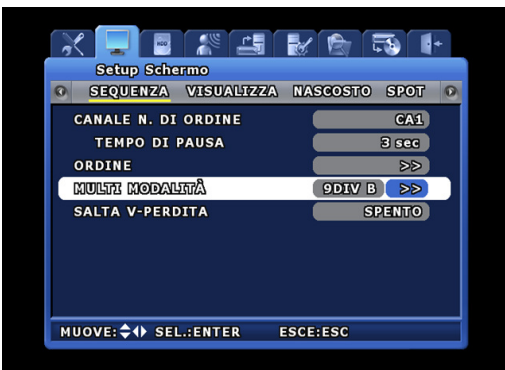 HDD
Setup Schermo
SEQUENZA VISUALIZZA NASCOSTO SPOT
CANALE N. DI ORDINE CA1
TEMPO DI PAUSA 3 sec
ORDINE >>
MULTI MODALITÀ 9DIV B >>
SALTA V-PERDITA SPENTO
MUOVE: SEL.:ENTER ESCE:ESC